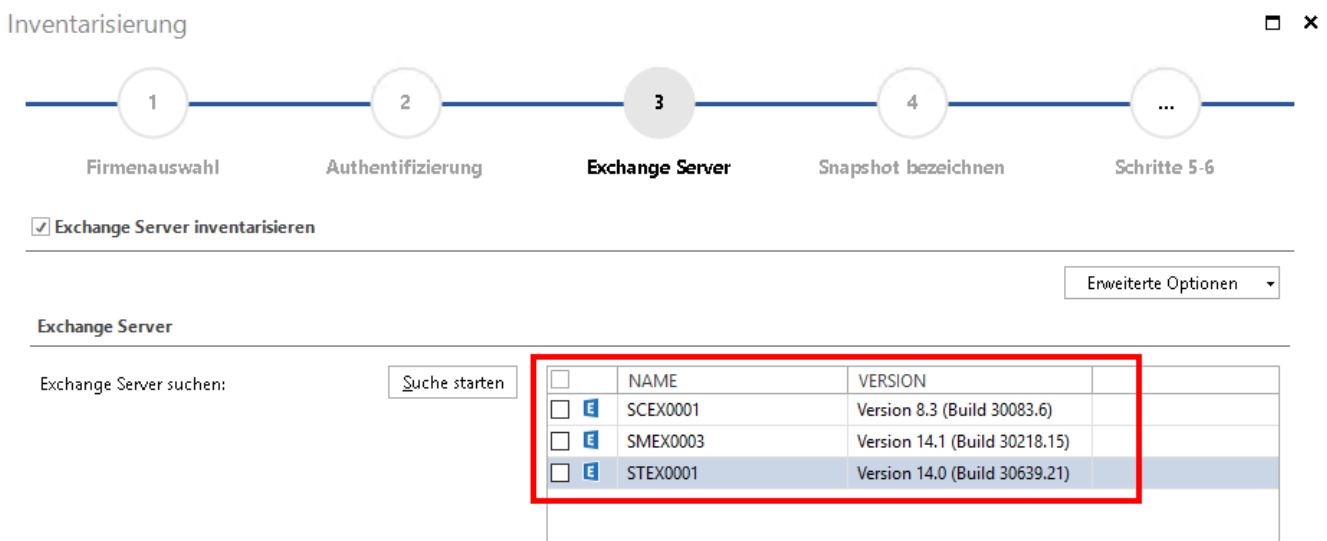 Inventarisierung
1 2 3 4 ...
Firmenauswahl Authentifizierung Exchange Server Snapshot bezeichnen Schritte 5-6
Exchange Server inventarisieren
Erweiterte Optionen
Exchange Server
Exchange Server suchen: Suche starten
NAME VERSION
E SCEX0001 Version 8.3 (Build 30083.6)
E SMEX0003 Version 14.1 (Build 30218.15)
E STEX0001 Version 14.0 (Build 30639.21)